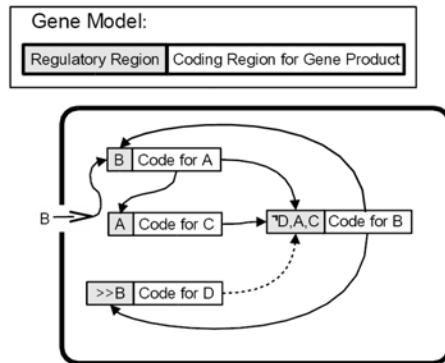 Gene Model:
Regulatory Region Coding Region for Gene Product
B Code for A
B
A Code for C
¬D,A,C Code for B
>>B Code for D